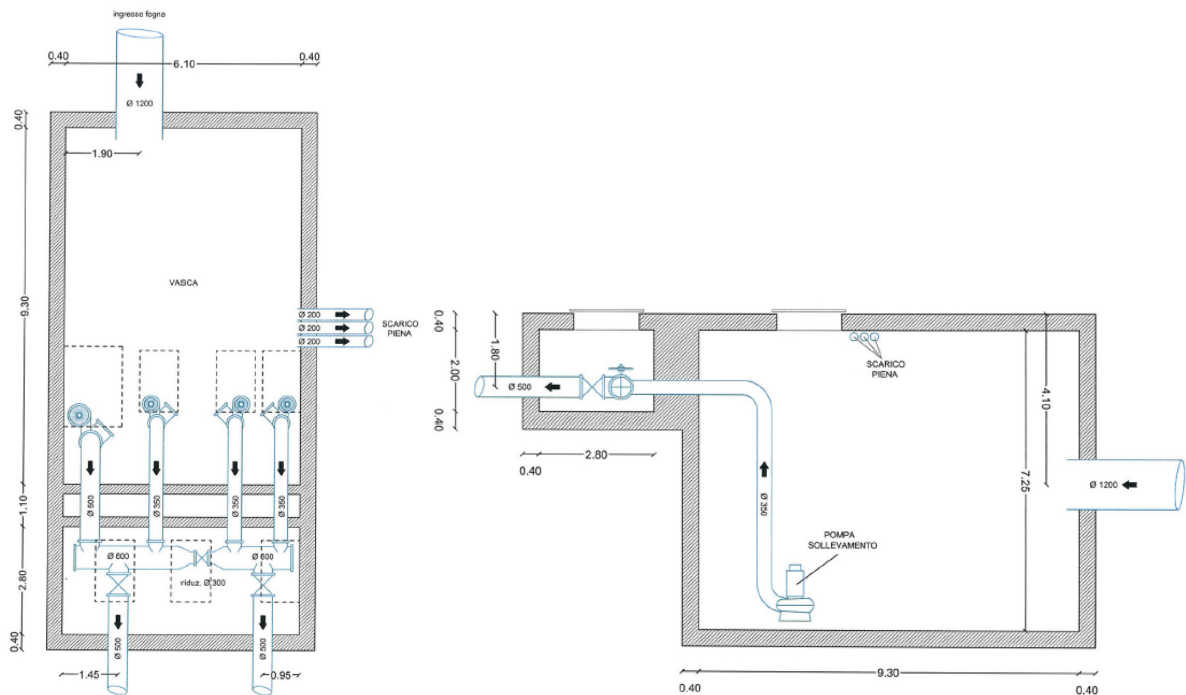 ingresso fogna
0.40
6.10
0.40
Ø 1200
0.40
1.90
9.30
VASCA
Ø 200
Ø 200
Ø 200
SCARICO
PIENA
Ø 500
Ø 350
Ø 350
Ø 350
1.10
Ø 600
Ø 600
riduz. Ø 300
2.80
0.40
Ø 500
Ø 500
1.45
0.95
0.40
2.00
0.40
1.80
Ø 500
0.40
2.80
SCARICO
PIENA
4.10
7.25
Ø 1200
Ø 350
POMPA
SOLLEVAMENTO
0.40
9.30
0.40